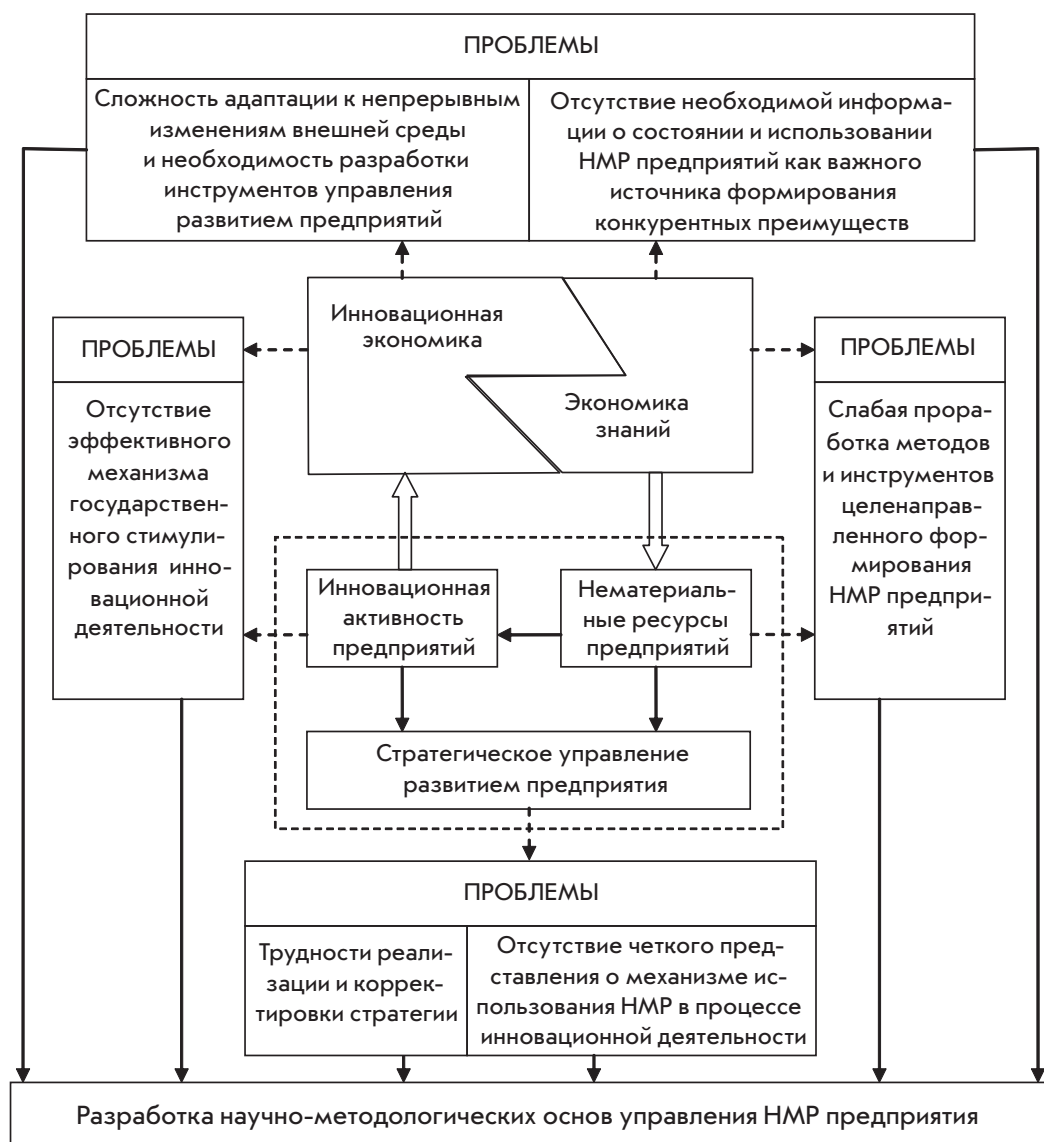 ПРОБЛЕМЫ
Сложность адаптации к непрерывным
изменениям внешней среды
и необходимость разработки
инструментов управления
развитием предприятий
Отсутствие необходимой информа-
ции о состоянии и использовании
НМР предприятий как важного
источника формирования
конкурентных преимуществ
Инновационная
экономика
Экономика
знаний
ПРОБЛЕМЫ
Отсутствие
эффективного
механизма
государствен-
ного стимули-
рования инно-
вационной
деятельности
ПРОБЛЕМЫ
Слабая прора-
ботка методов
и инструментов
целенаправ-
ленного фор-
мирования
НМР предпри-
ятий
Инновационная
активность
предприятий
Нематериаль-
ные ресурсы
предприятий
Стратегическое управление
развитием предприятия
ПРОБЛЕМЫ
Трудности реали-
зации и коррек-
тировки стратегии
Отсутствие четкого пред-
ставления о механизме ис-
пользования НМР в процессе
инновационной деятельности
Разработка научно-методологических основ управления НМР предприятия